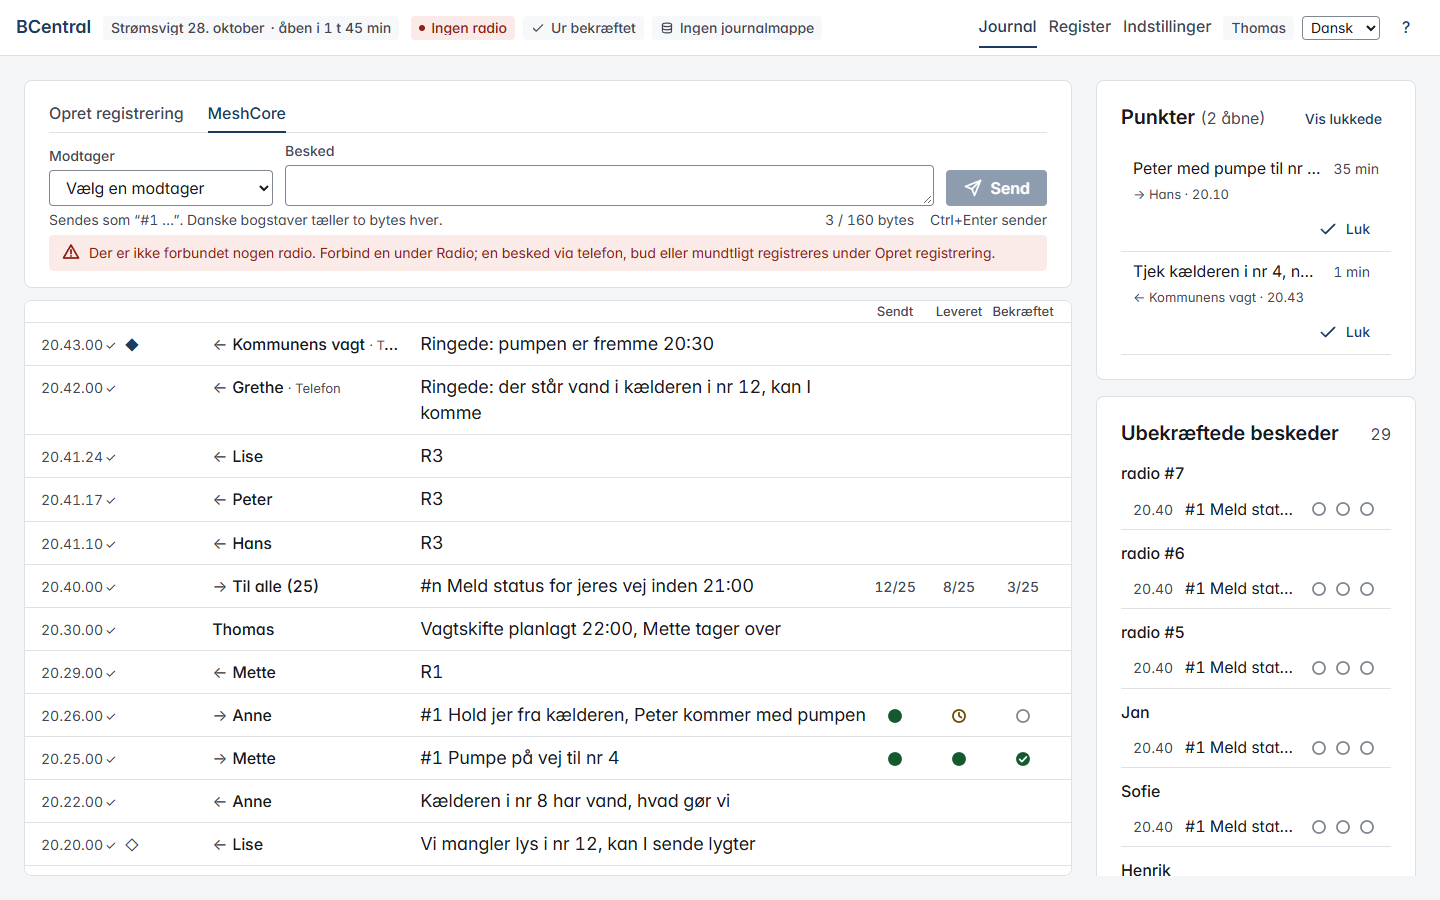 BCentral
Strømsvigt 28. oktober · åben i 1 t 45 min
Ingen radio
Ur bekræftet
Ingen journalmappe
Journal
Register
Indstillinger
Thomas
Dansk
?
Opret registrering
MeshCore
Modtager
Besked
Vælg en modtager
Send
Sendes som “#1 …”. Danske bogstaver tæller to bytes hver.
3 / 160 bytes
Ctrl+Enter sender
Der er ikke forbundet nogen radio. Forbind en under Radio; en besked via telefon, bud eller mundtligt registreres under Opret registrering.
Sendt Leveret Bekræftet
20.43.00 ← Kommunens vagt · T... Ringede: pumpen er fremme 20:30
20.42.00 ← Grethe · Telefon Ringede: der står vand i kælderen i nr 12, kan I
komme
20.41.24 ← Lise R3
20.41.17 ← Peter R3
20.41.10 ← Hans R3
20.40.00 → Til alle (25) #n Meld status for jeres vej inden 21:00 12/25 8/25 3/25
20.30.00 Thomas Vagtskifte planlagt 22:00, Mette tager over
20.29.00 ← Mette R1
20.26.00 → Anne #1 Hold jer fra kælderen, Peter kommer med pumpen
20.25.00 → Mette #1 Pumpe på vej til nr 4
20.22.00 ← Anne Kælderen i nr 8 har vand, hvad gør vi
20.20.00 ← Lise Vi mangler lys i nr 12, kan I sende lygter
Punkter (2 åbne)
Vis lukkede
Peter med pumpe til nr ... 35 min
→ Hans · 20.10
Luk
Tjek kælderen i nr 4, n... 1 min
← Kommunens vagt · 20.43
Luk
Ubekræftede beskeder 29
radio #7
20.40 #1 Meld stat...
radio #6
20.40 #1 Meld stat...
radio #5
20.40 #1 Meld stat...
Jan
20.40 #1 Meld stat...
Sofie
20.40 #1 Meld stat...
Henrik